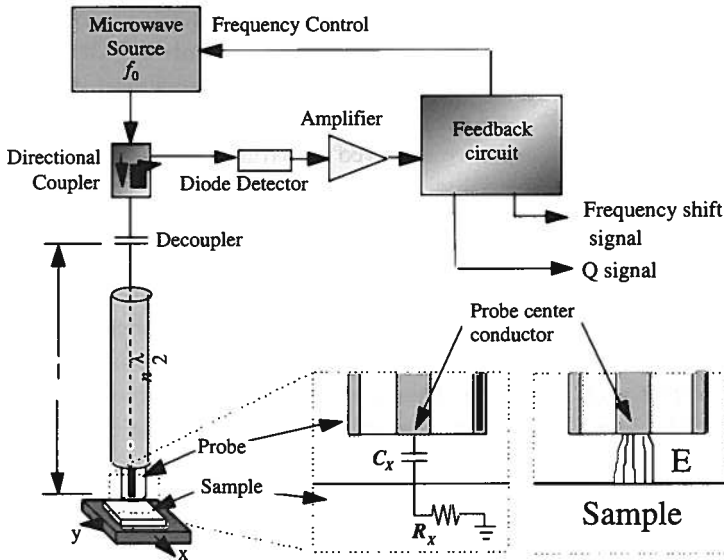 Microwave
Source
f₀
Frequency Control
Directional
Coupler
Diode Detector
Amplifier
Feedback
circuit
Frequency shift
signal
Q signal
Decoupler
nλ
2
Probe
Sample
y
x
Probe center
conductor
Cₓ
Rₓ
E
Sample